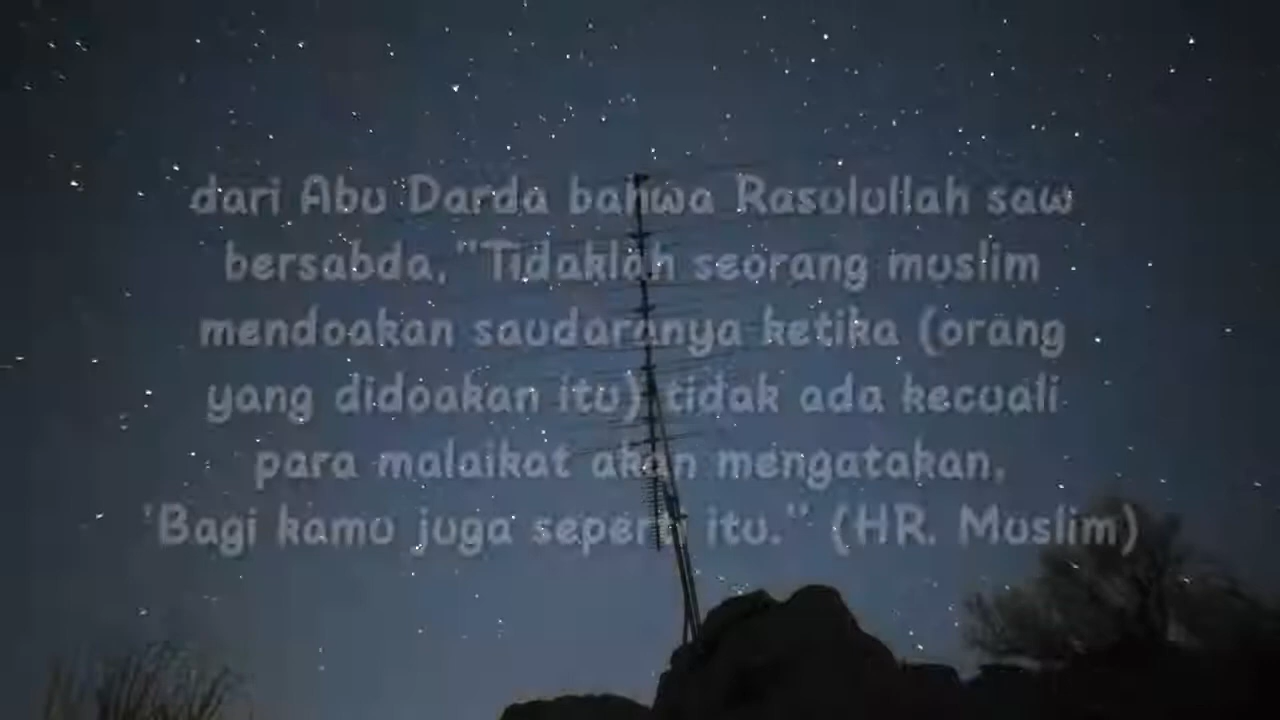 dari Abu Darda bahwa Rasulullah saw
bersabda, "Tidaklah seorang muslim
mendoakan saudaranya ketika (orang
yang didoakan itu) tidak ada kecuali
para malaikat akan mengatakan,
'Bagi kamu juga seperti itu." (HR. Muslim)